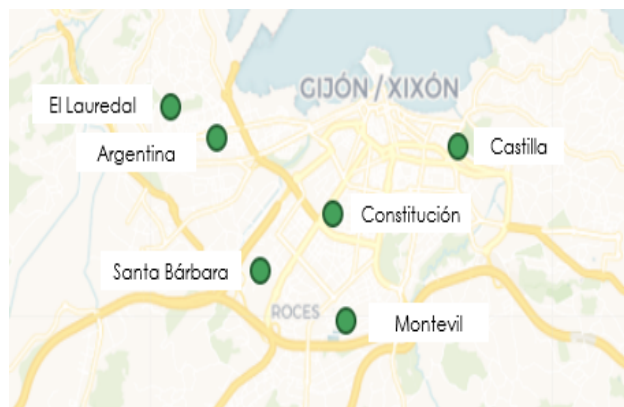 GIJÓN / XIXÓN
El Lauredal
Argentina
Castilla
Constitución
Santa Bárbara
ROCES
Montevil